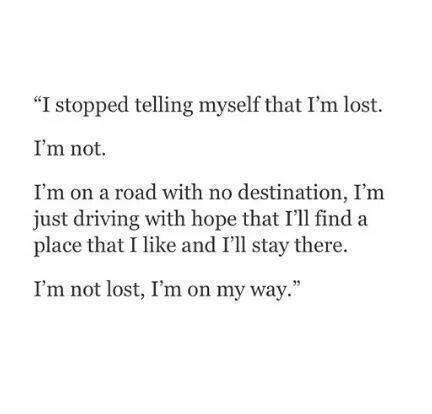 “I stopped telling myself that I’m lost.
I’m not.
I’m on a road with no destination, I’m
just driving with hope that I’ll find a
place that I like and I’ll stay there.
I’m not lost, I’m on my way.”